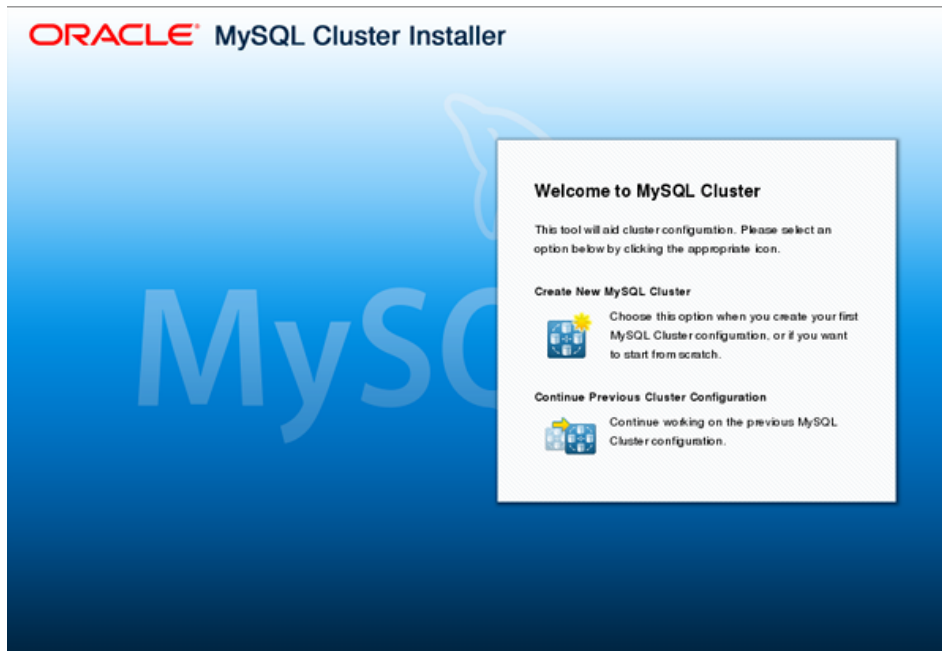 ORACLE® MySQL Cluster Installer
Welcome to MySQL Cluster
This tool will aid cluster configuration. Please select an
option below by clicking the appropriate icon.
Create New MySQL Cluster
Choose this option when you create your first
MySQL Cluster configuration, or if you want
to start from scratch.
Continue Previous Cluster Configuration
Continue working on the previous MySQL
Cluster configuration.
MySQ